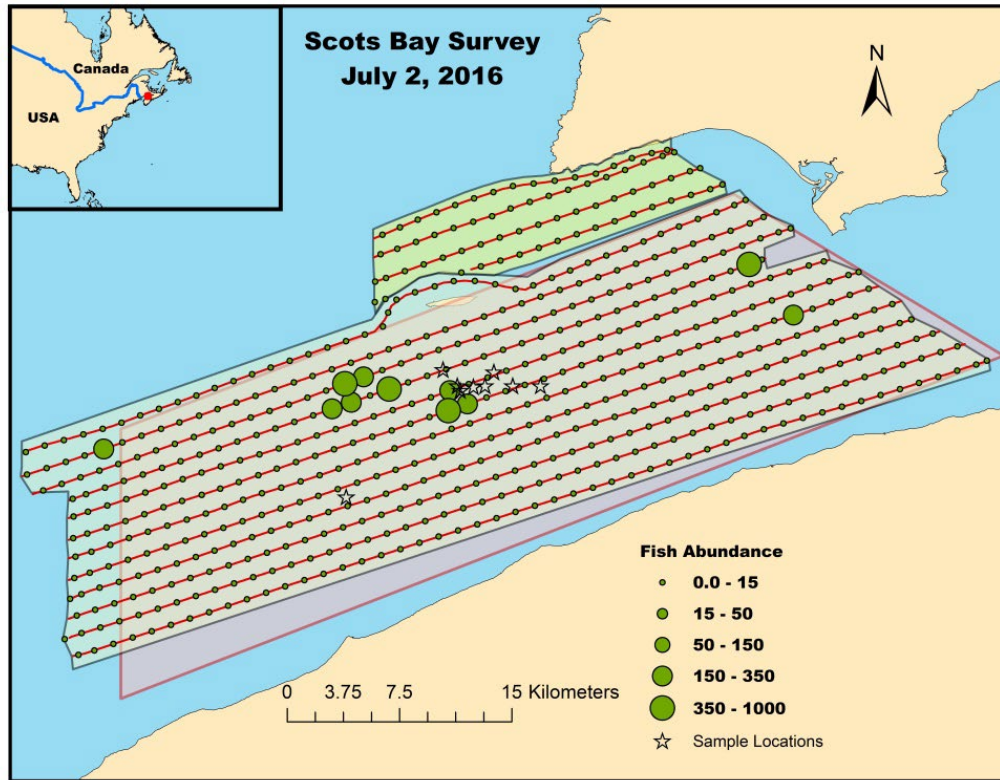 Canada
USA
Scots Bay Survey
July 2, 2016
N
Fish Abundance
0.0 - 15
15 - 50
50 - 150
150 - 350
350 - 1000
Sample Locations
0 3.75 7.5 15 Kilometers